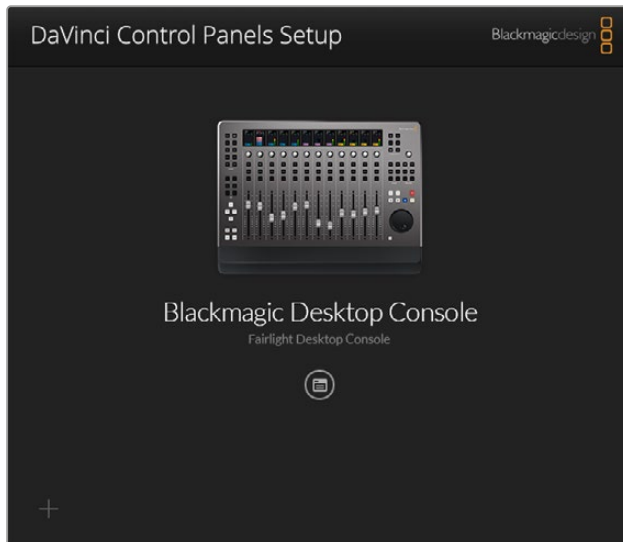 DaVinci Control Panels Setup
Blackmagicdesign
Blackmagic Desktop Console
Fairlight Desktop Console